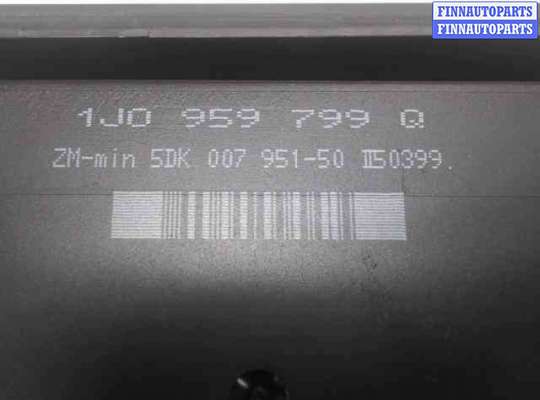 FINNAUTOPARTS
FINNAUTOPARTS
1J0 959 799 Q
ZM-min 5DK 007 951-50 II50399.